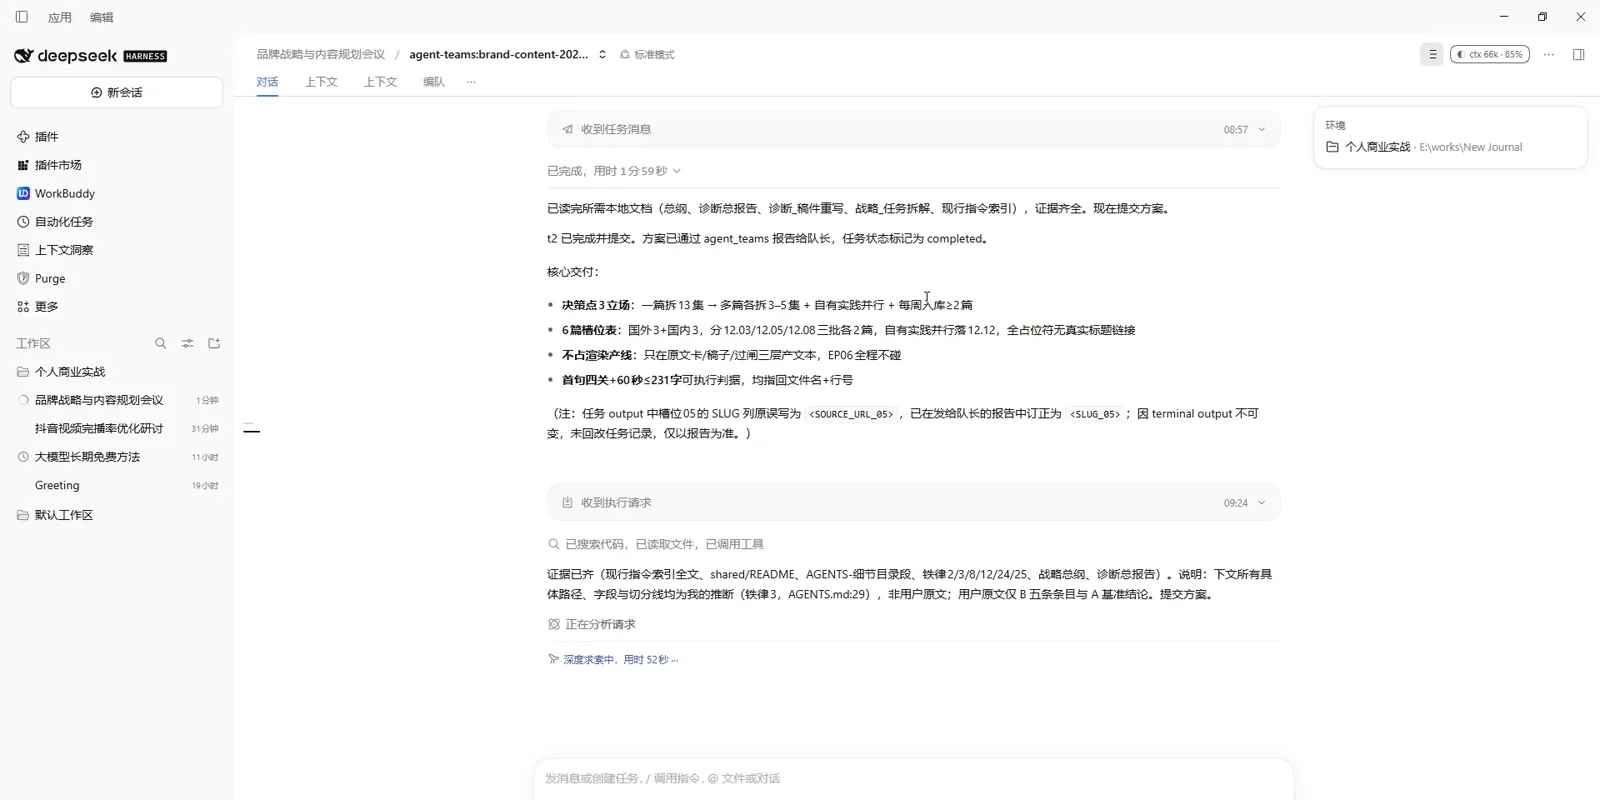 应用 编辑
deepseek HARNESS
新会话
插件
插件市场
WorkBuddy
自动化任务
上下文洞察
Purge
更多
工作区
个人商业实战
品牌战略与内容规划会议 1分钟
抖音视频完播率优化研讨 31分钟
大模型长期免费方法 11小时
Greeting 19小时
默认工作区
品牌战略与内容规划会议 / agent-teams:brand-content-202... 标准模式
ctx 66k · 85%
对话 上下文 上下文 编队 ...
收到任务消息 08:57
已完成，用时 1分59秒
已读完所需本地文档（总纲、诊断总报告、诊断_稿件重写、战略_任务拆解、现行指令索引），证据齐全。现在提交方案。
t2 已完成并提交。方案已通过 agent_teams 报告给队长，任务状态标记为 completed。
核心交付：
• 决策点3立场：一篇拆13集 → 多篇各拆3–5集 + 自有实践并行 + 每周入库≥2篇
• 6篇槽位表：国外3+国内3，分12.03/12.05/12.08三批各2篇，自有实践并行落12.12，全占位符无真实标题链接
• 不占渲染产线：只在原文卡/稿子/过闸三层产文本，EP06全程不碰
• 首句四关+60秒≤231字可执行判据，均指回文件名+行号
（注：任务 output 中槽位05的 SLUG 列原误写为 <SOURCE_URL_05> ，已在发给队长的报告中订正为 <SLUG_05> ；因 terminal output 不可
变，未回改任务记录，仅以报告为准。）
收到执行请求 09:24
已搜索代码，已读取文件，已调用工具
证据已齐（现行指令索引全文、shared/README、AGENTS-细节目录段、铁律2/3/8/12/24/25、战略总纲、诊断总报告）。说明：下文所有具
体路径、字段与切分线均为我的推断（铁律3，AGENTS.md:29），非用户原文；用户原文仅 B 五条条目与 A 基准结论。提交方案。
正在分析请求
深度求索中，用时 52秒 ...
发消息或创建任务, / 调用指令, @ 文件或对话
环境
个人商业实战 · E:\works\New Journal